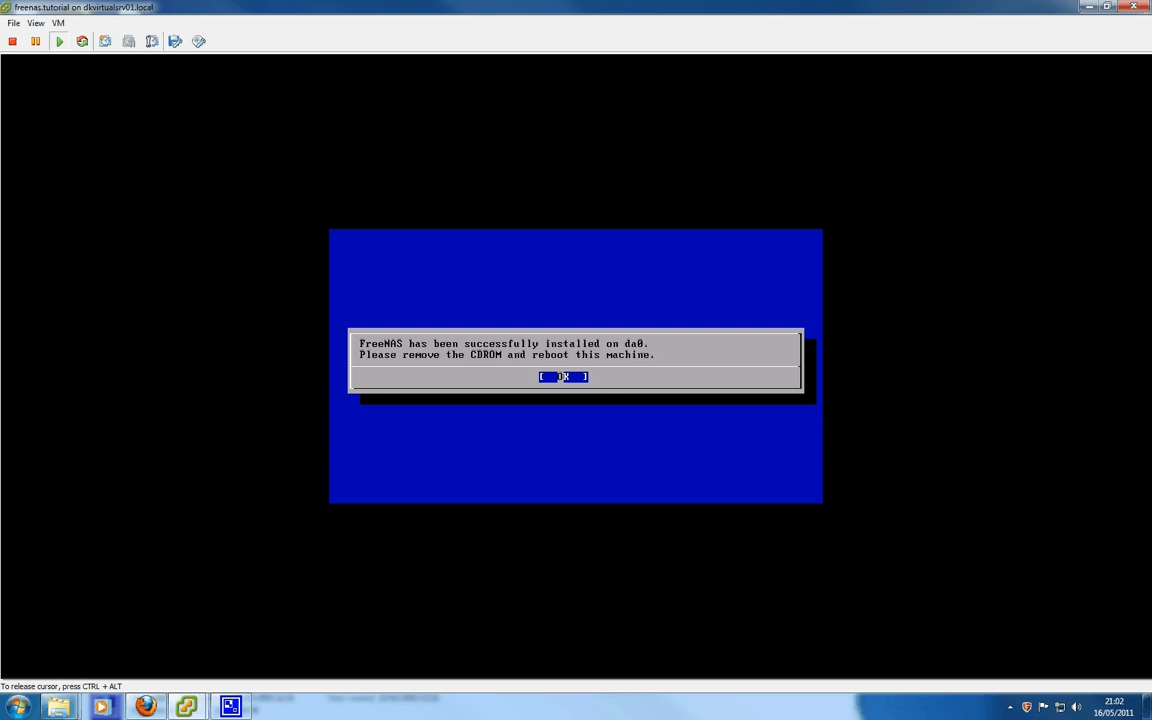 freenas.tutorial on dkvirtualsrv01.local
File View VM
FreeNAS has been successfully installed on da0.
Please remove the CDROM and reboot this machine.
[ OK ]
To release cursor, press CTRL + ALT
21:02
16/05/2011